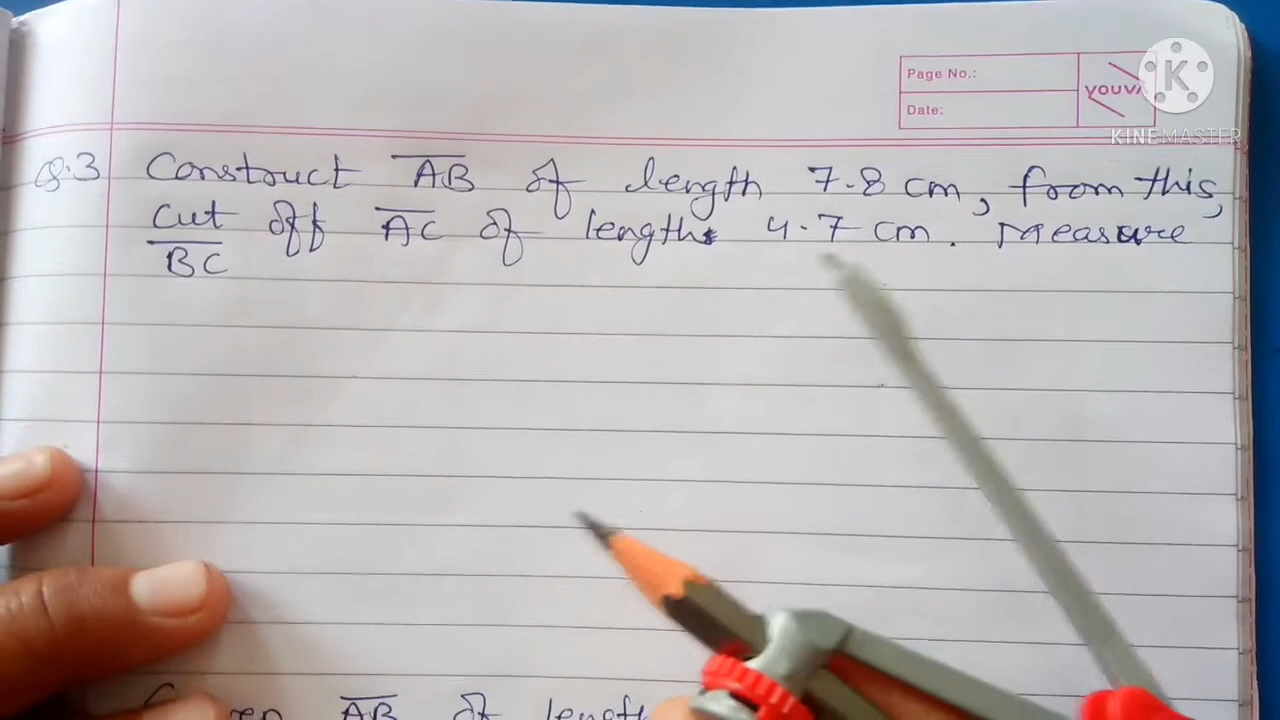 Page No.:
Date:
YOUVA
K
KINEMASTER
Q.3 Construct AB of length 7.8 cm, from this,
cut off AC of length 4.7 cm. Measure
BC
AB of length